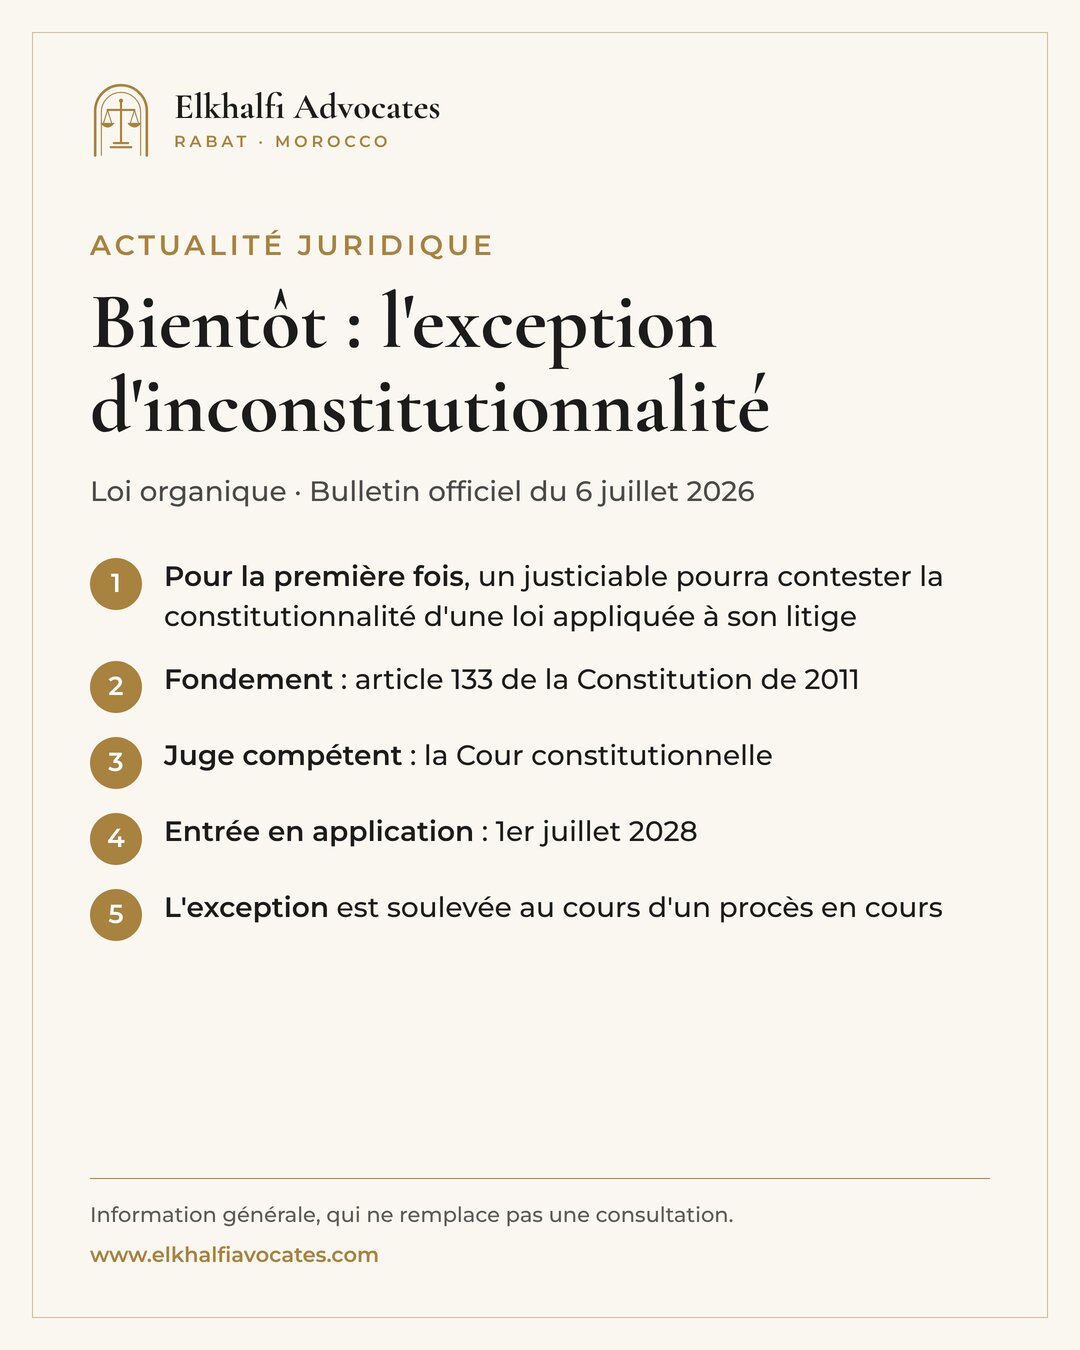 Elkhalfi Advocates
RABAT · MOROCCO
ACTUALITÉ JURIDIQUE
Bientôt : l'exception
d'inconstitutionnalité
Loi organique · Bulletin officiel du 6 juillet 2026
1 Pour la première fois, un justiciable pourra contester la
constitutionnalité d'une loi appliquée à son litige
2 Fondement : article 133 de la Constitution de 2011
3 Juge compétent : la Cour constitutionnelle
4 Entrée en application : 1er juillet 2028
5 L'exception est soulevée au cours d'un procès en cours
Information générale, qui ne remplace pas une consultation.
www.elkhalfiavocates.com